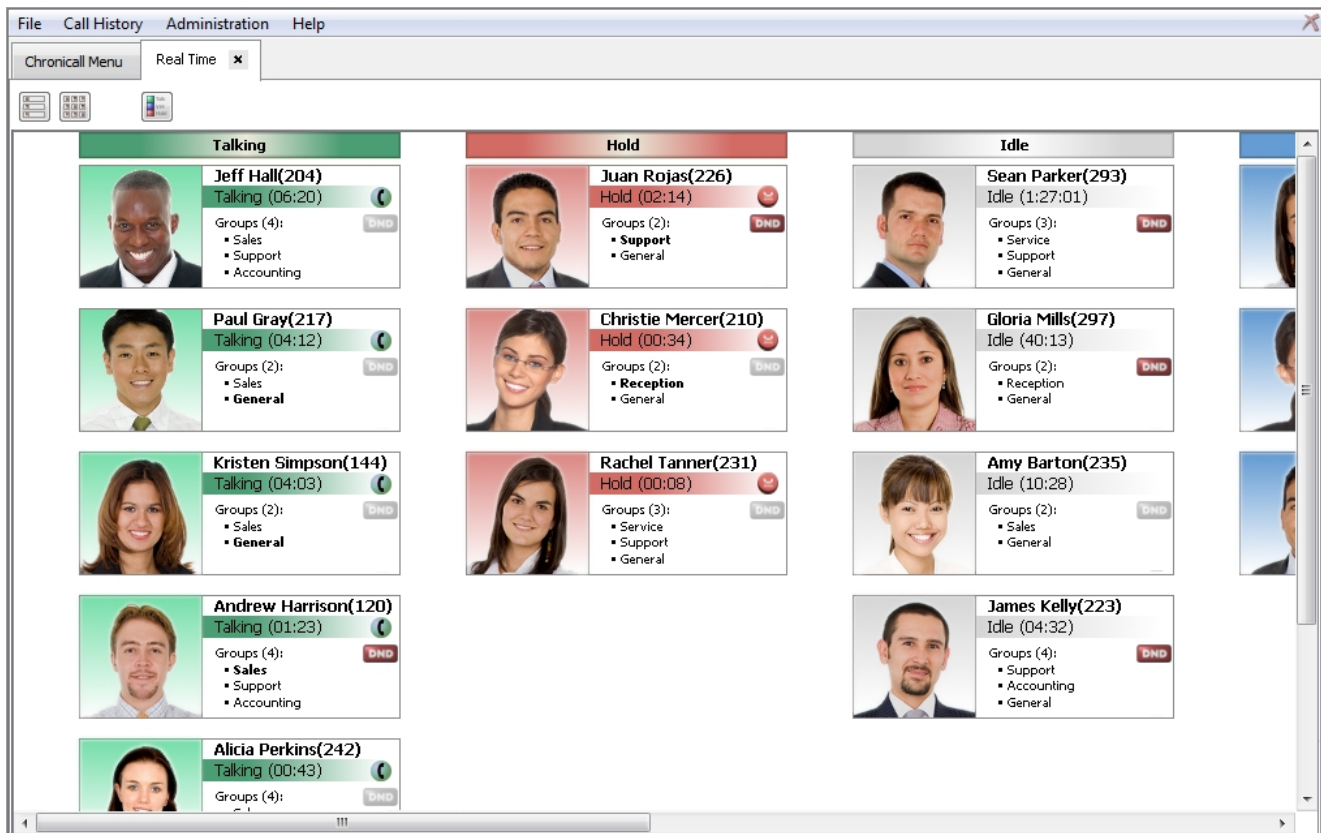 File Call History Administration Help
Chronicall Menu Real Time
Talking
Jeff Hall(204)
Talking (06:20)
Groups (4):
DND
▪ Sales
▪ Support
▪ Accounting
Paul Gray(217)
Talking (04:12)
Groups (2):
DND
▪ Sales
▪ General
Kristen Simpson(144)
Talking (04:03)
Groups (2):
DND
▪ Sales
▪ General
Andrew Harrison(120)
Talking (01:23)
Groups (4):
DND
▪ Sales
▪ Support
▪ Accounting
Alicia Perkins(242)
Talking (00:43)
Groups (4):
DND
Hold
Juan Rojas(226)
Hold (02:14)
Groups (2):
DND
▪ Support
▪ General
Christie Mercer(210)
Hold (00:34)
Groups (2):
DND
▪ Reception
▪ General
Rachel Tanner(231)
Hold (00:08)
Groups (3):
DND
▪ Service
▪ Support
▪ General
Idle
Sean Parker(293)
Idle (1:27:01)
Groups (3):
DND
▪ Service
▪ Support
▪ General
Gloria Mills(297)
Idle (40:13)
Groups (2):
DND
▪ Reception
▪ General
Amy Barton(235)
Idle (10:28)
Groups (2):
DND
▪ Sales
▪ General
James Kelly(223)
Idle (04:32)
Groups (4):
DND
▪ Support
▪ Accounting
▪ General